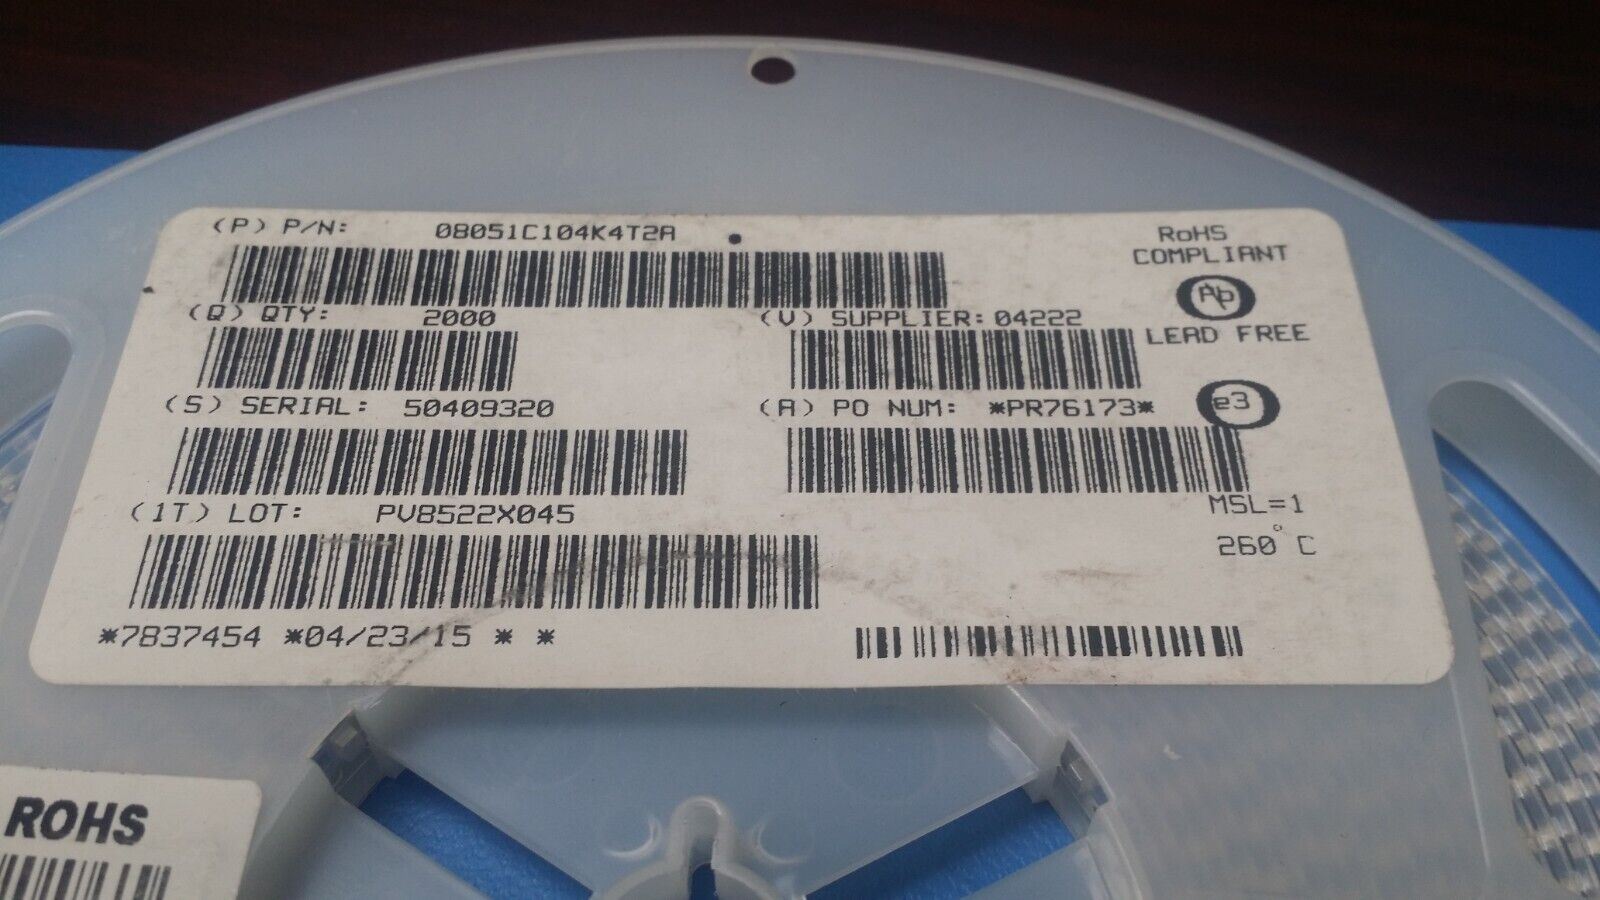 (P) P/N: 08051C104K4T2A
RoHS
COMPLIANT
Pb
LEAD FREE
(Q) QTY: 2000
(V) SUPPLIER: 04222
(S) SERIAL: 50409320
(A) PO NUM: *PR76173*
e3
(1T) LOT: PV8522X045
MSL=1
260°C
*7837454 *04/23/15 * *
ROHS